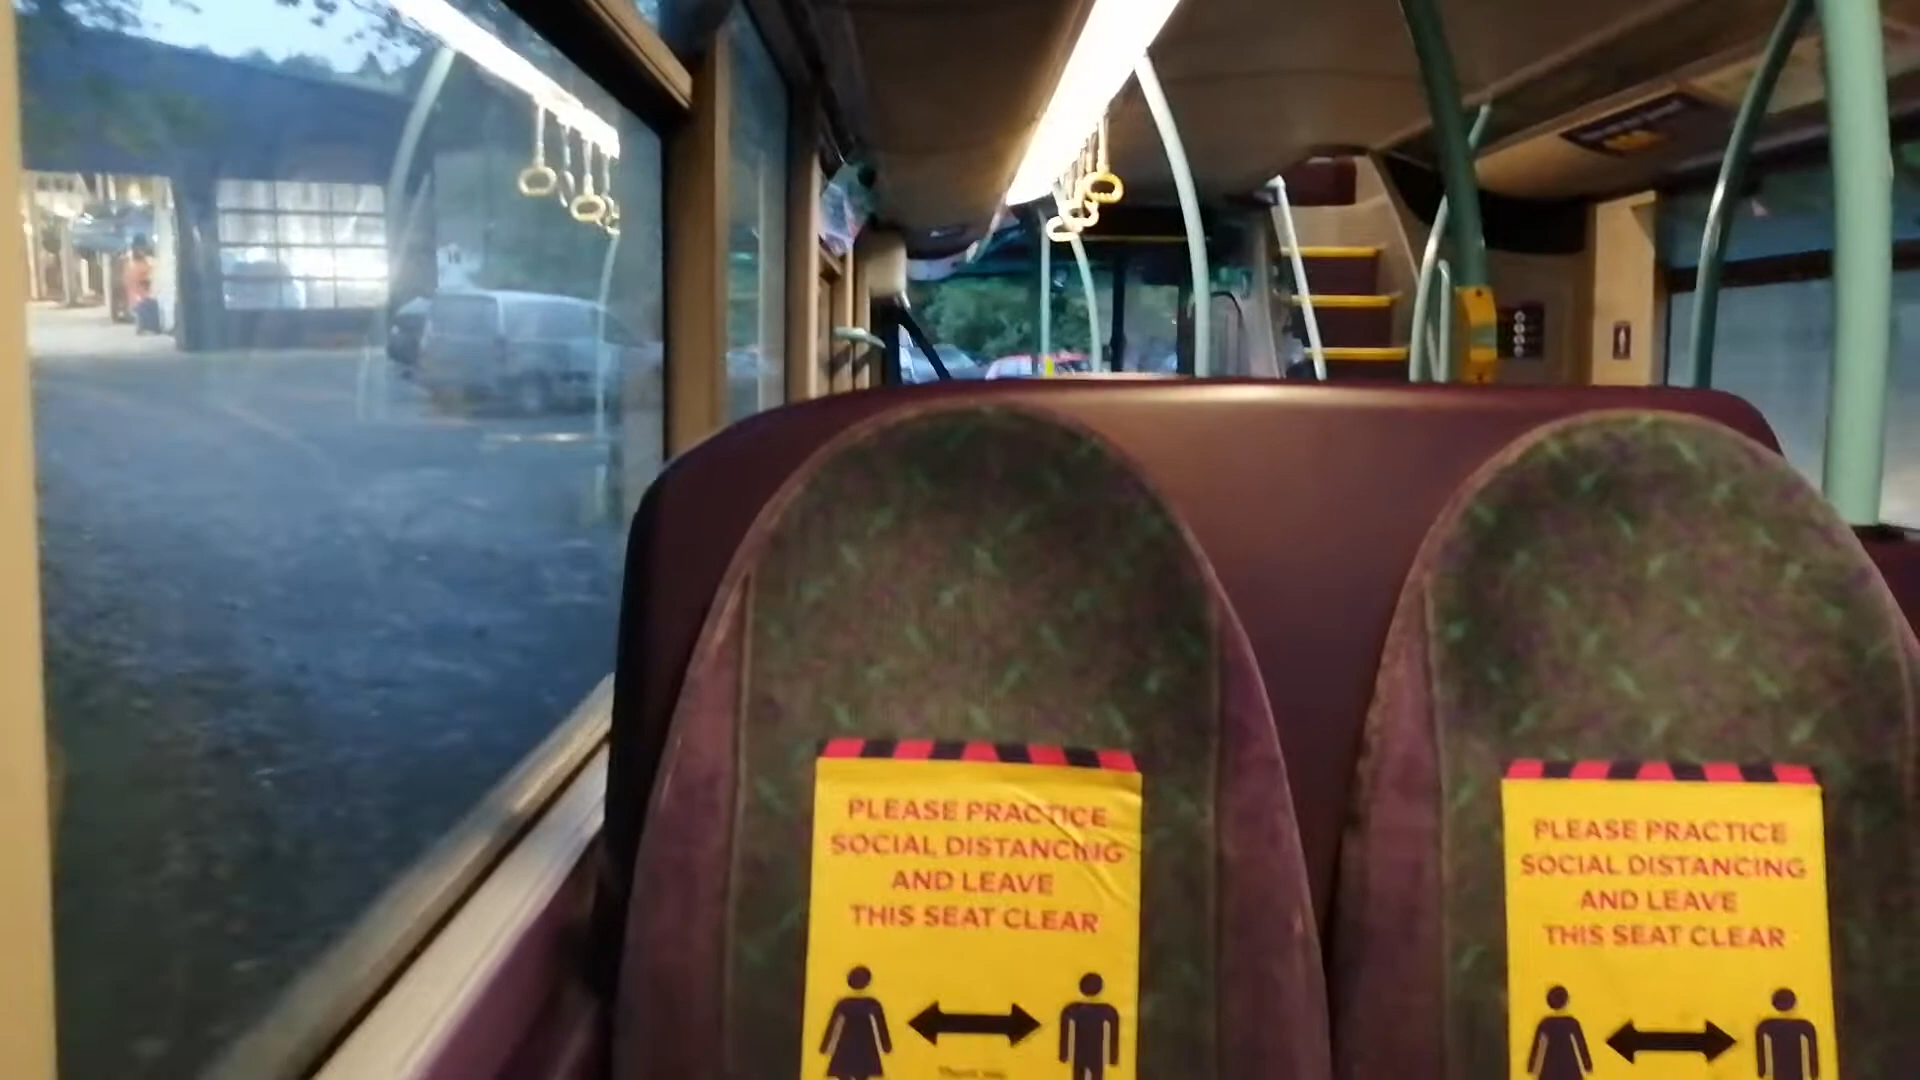 PLEASE PRACTICE
SOCIAL DISTANCING
AND LEAVE
THIS SEAT CLEAR
PLEASE PRACTICE
SOCIAL DISTANCING
AND LEAVE
THIS SEAT CLEAR